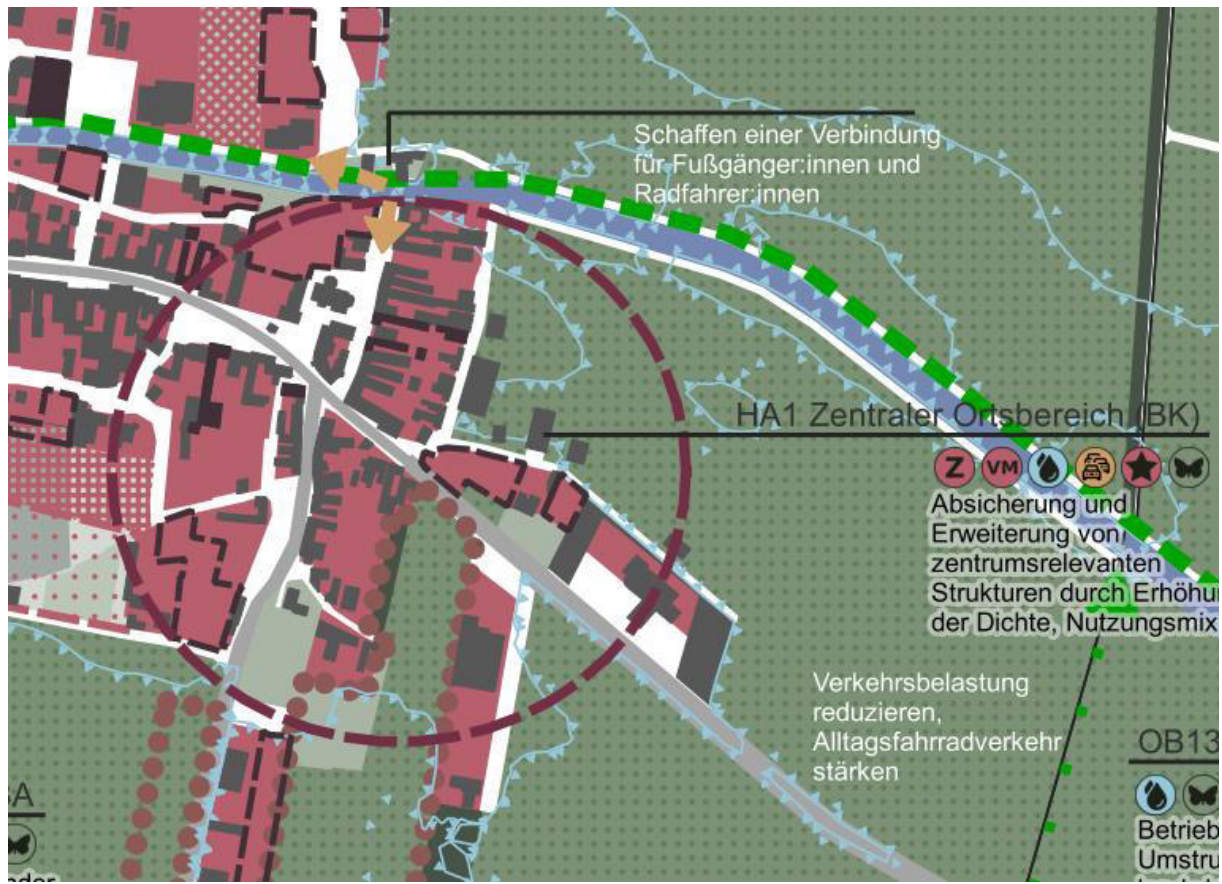 Schaffen einer Verbindung
für Fußgänger:innen und
Radfahrer:innen
HA1 Zentraler Ortsbereich (BK)
Z VM
Absicherung und
Erweiterung von
zentrumsrelevanten
Strukturen durch Erhöhu
der Dichte, Nutzungsmix
Verkehrsbelastung
reduzieren,
Alltagsfahrradverkehr
stärken
OB13
Betrieb
Umstru